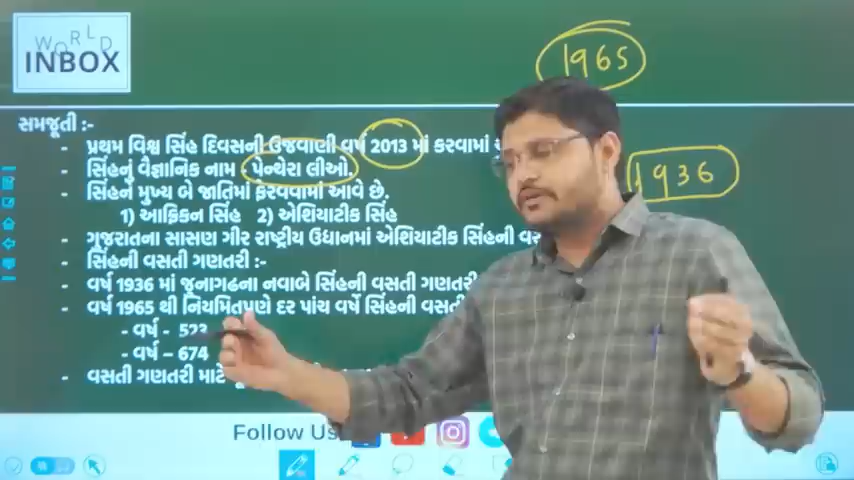 WORLD
INBOX
1965
સમજૂતી :-
- પ્રથમ વિશ્વ સિંહ દિવસની ઉજવાણી વર્ષ 2013 માં કરવામાં
- સિંહનું વૈજ્ઞાનિક નામ - પેન્થેરા લીઓ.
1936
- સિંહને મુખ્ય બે જાતિમાં ફેરવવામાં આવે છે.
1) આફ્રિકન સિંહ 2) એશિયાટીક સિંહ
- ગુજરાતના સાસણ ગીર રાષ્ટ્રીય ઉધાનમાં એશિયાટીક સિંહની
- સિંહની વસતી ગણતરી :-
- વર્ષ 1936 માં જુનાગઢના નવાબે સિંહની વસતી ગણતરી
- વર્ષ 1965 થી નિયમિતપણે દર પાંચ વર્ષે સિંહની વસતી
- વર્ષ - 523
- વર્ષ – 674
- વસતી ગણતરી માટે
Follow Us